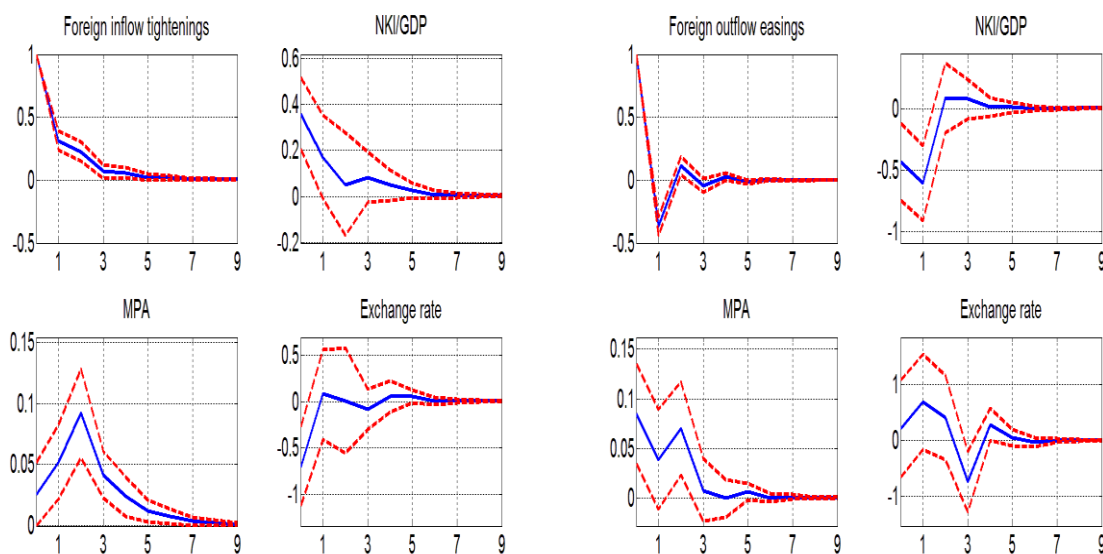 Foreign inflow tightenings
1
0.5
0
-0.5
1 3 5 7 9
NKI/GDP
0.6
0.4
0.2
0
-0.2
1 3 5 7 9
Foreign outflow easings
1
0.5
0
-0.5
1 3 5 7 9
NKI/GDP
0
-0.5
-1
1 3 5 7 9
MPA
0.15
0.1
0.05
0
1 3 5 7 9
Exchange rate
0.5
0
-0.5
-1
1 3 5 7 9
MPA
0.15
0.1
0.05
0
1 3 5 7 9
Exchange rate
1
0
-1
1 3 5 7 9